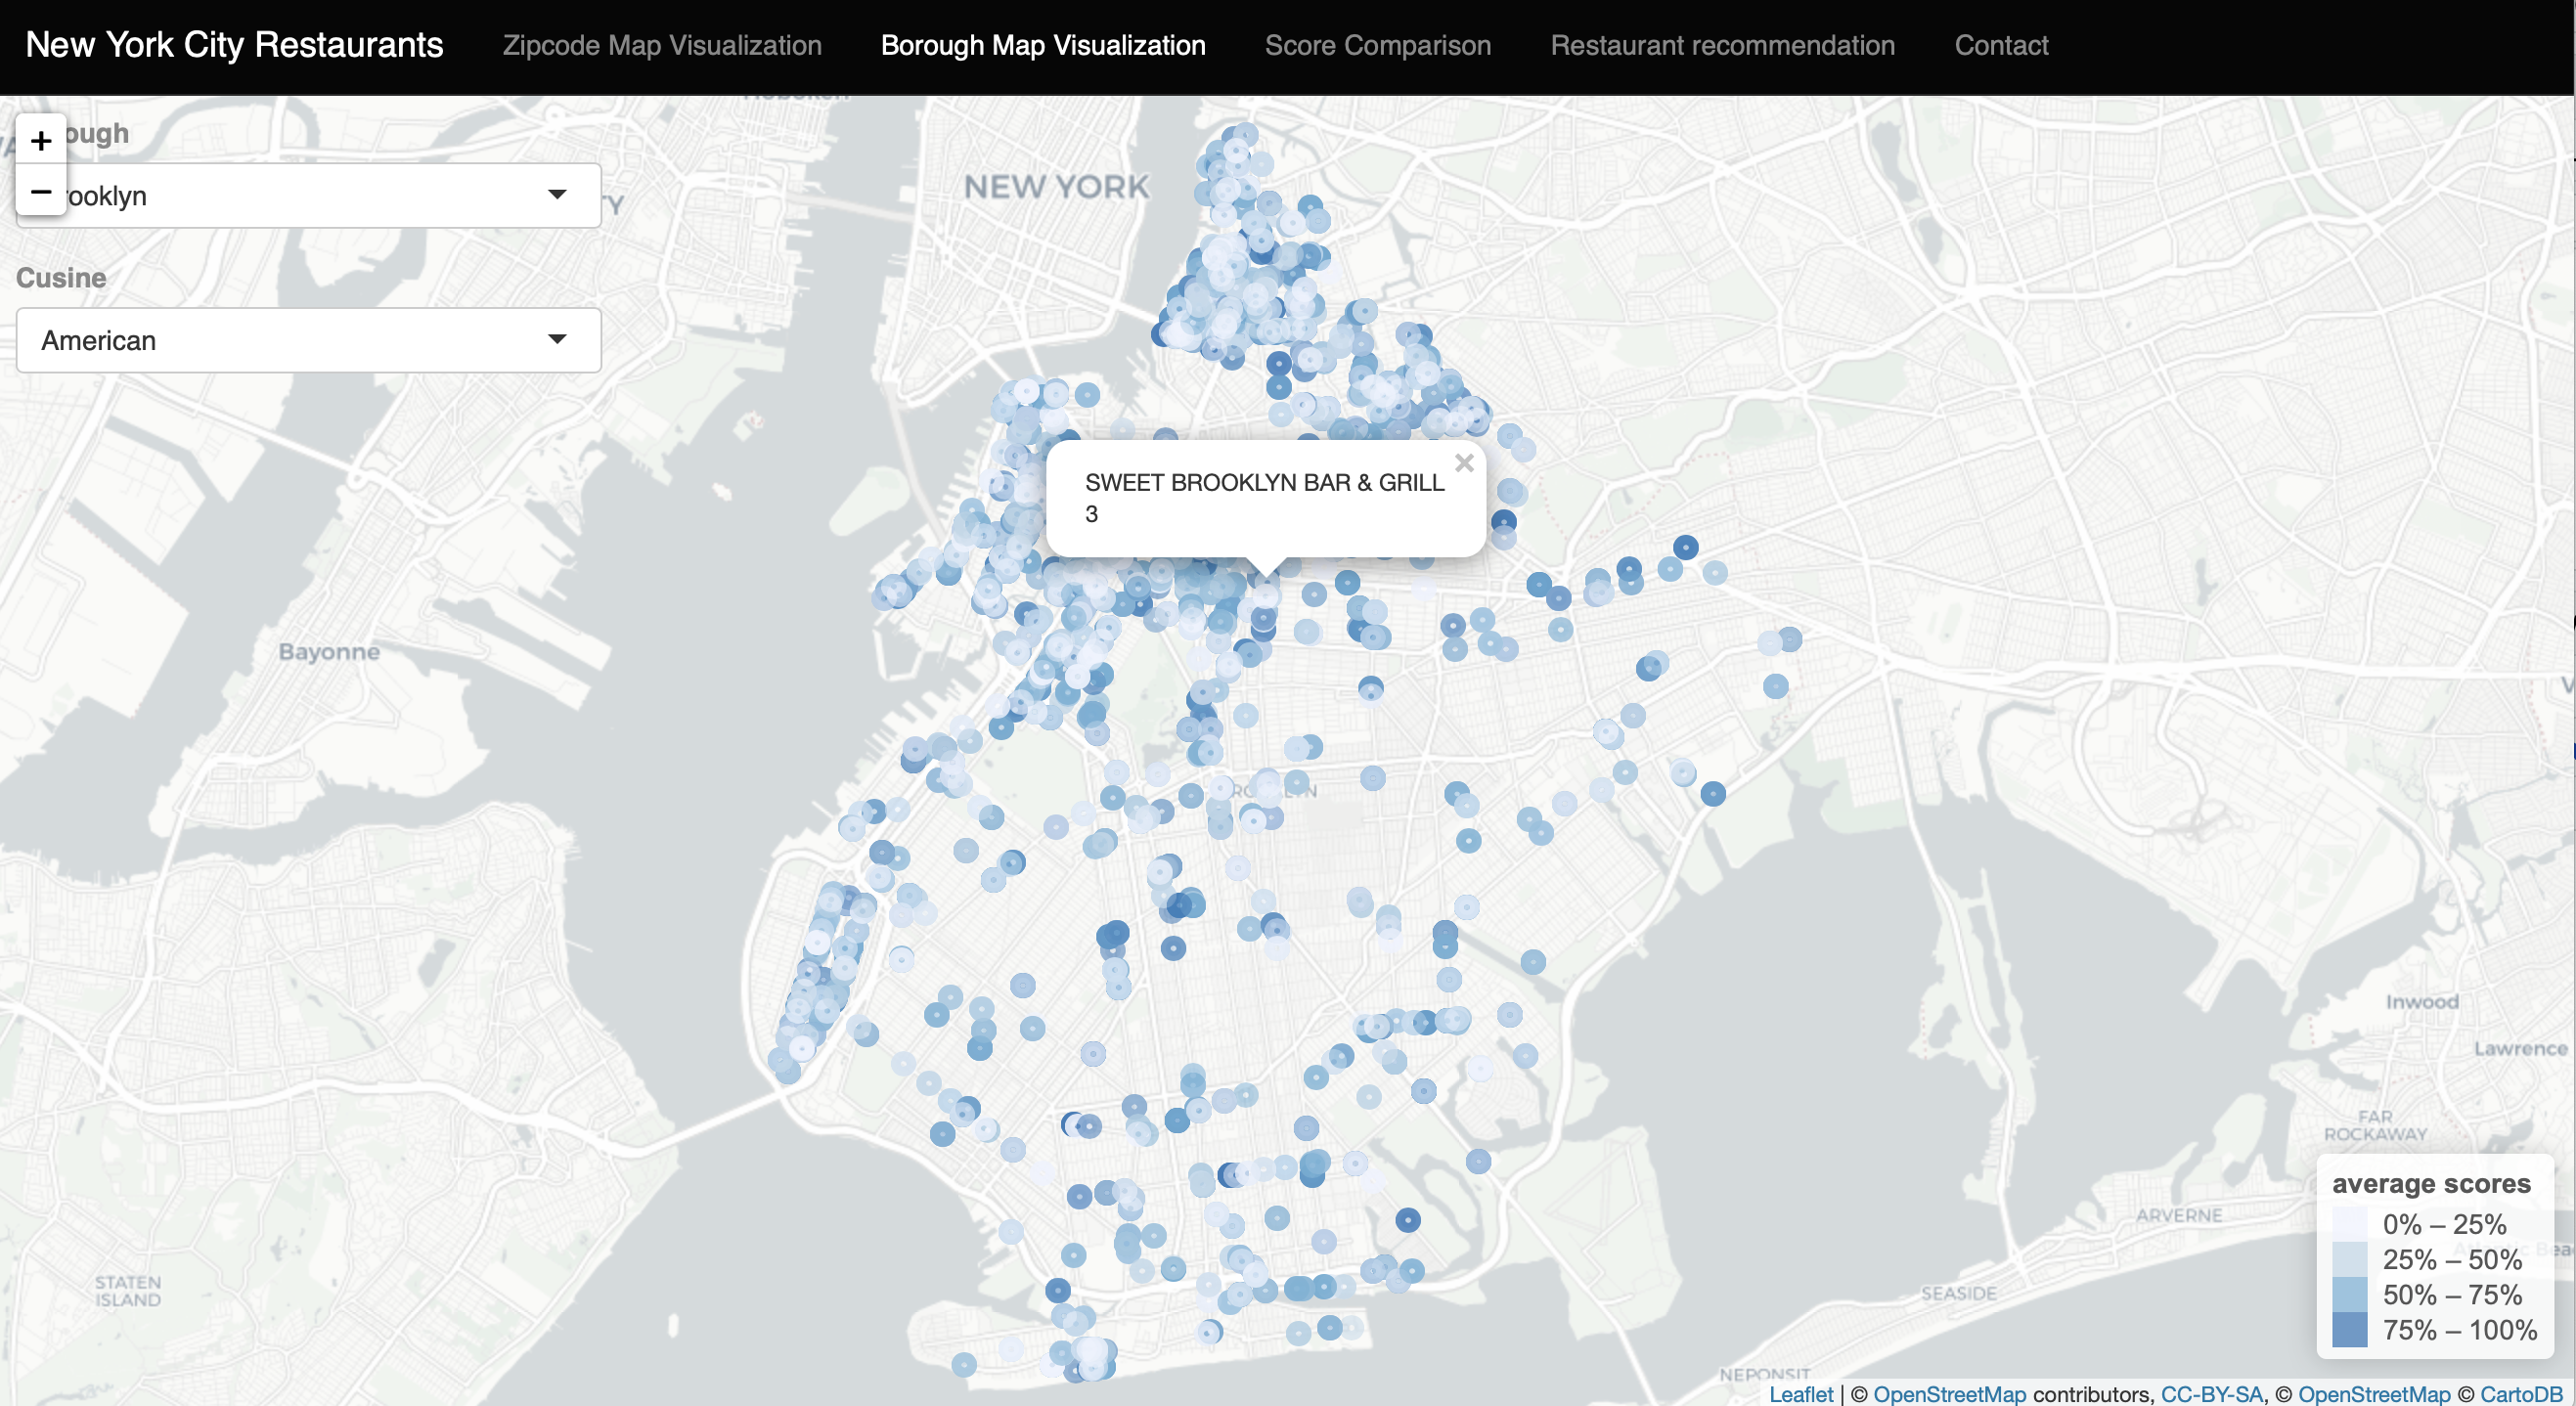 New York City Restaurants Zipcode Map Visualization Borough Map Visualization Score Comparison Restaurant recommendation Contact
+
ough
−
rooklyn
NEW YORK
Cusine
American
SWEET BROOKLYN BAR & GRILL
×
3
Bayonne
Inwood
Lawrence
FAR
ROCKAWAY
average scores
0% – 25%
25% – 50%
50% – 75%
75% – 100%
ARVERNE
SEASIDE
STATEN
ISLAND
NEPONSIT
Leaflet | © OpenStreetMap contributors, CC-BY-SA, © OpenStreetMap © CartoDB